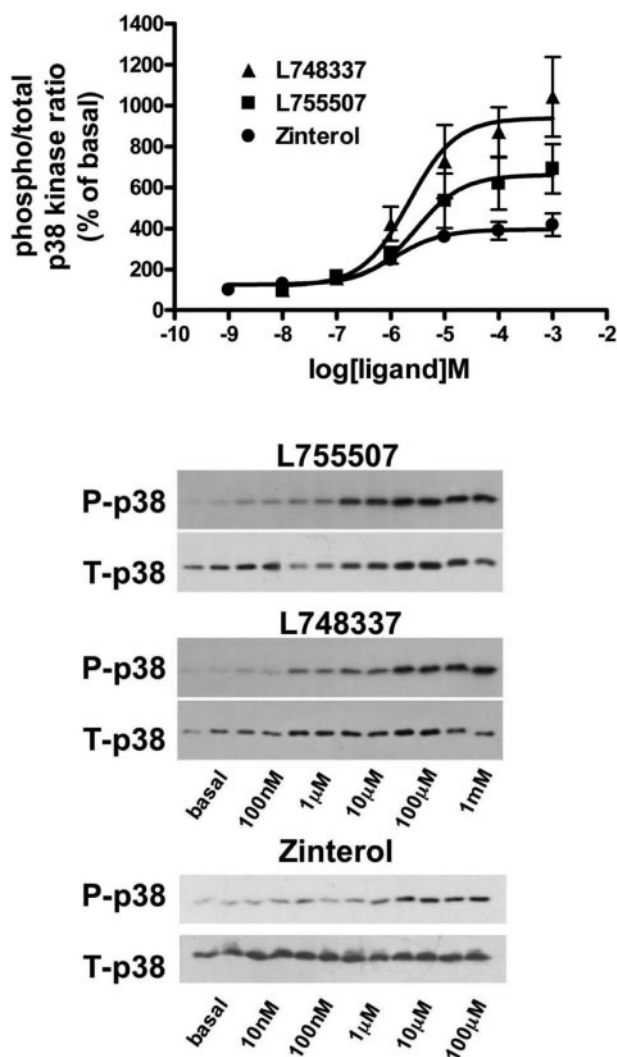 phospho/total
p38 kinase ratio
(% of basal)
1400
1200
1000
800
600
400
200
0
L748337
L755507
Zinterol
-10 -9 -8 -7 -6 -5 -4 -3 -2
log[ligand]M
L755507
P-p38
T-p38
L748337
P-p38
T-p38
basal 100nM 1µM 10µM 100µM 1mM
Zinterol
P-p38
T-p38
basal 10nM 100nM 1µM 10µM 100µM